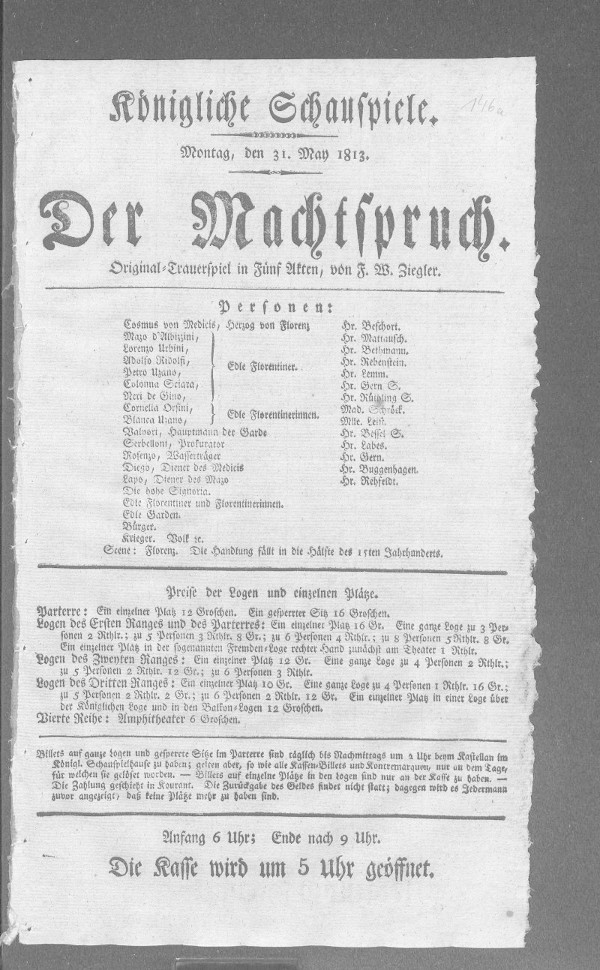 Königliche Schauspiele.
Montag, den 31. May 1813.
Der Machtspruch.
Original-Trauerspiel in Fünf Akten, von F. W. Ziegler.
Personen:
Cosmus von Medicis, Herzog von Florenz Hr. Beschort.
Mazo d'Albizzini, Hr. Mattausch.
Lorenzo Urbini, Hr. Bethmann.
Adolfo Ridolfi, Hr. Rebenstein.
Edle Florentiner.
Petro Uzano, Hr. Lemm.
Colonna Sciara, Hr. Gern S.
Neri de Gino, Hr. Rüthling S.
Cornelia Orsini, Mad. Schröck.
Edle Florentinerinnen.
Bianca Uzano, Mlle. Leist.
Valvori, Hauptmann der Garde Hr. Bessel S.
Serbelloni, Prokurator Hr. Labes.
Rosenzo, Wasserträger Hr. Gern.
Diego, Diener des Medicis Hr. Buggenhagen.
Lapo, Diener des Mazo Hr. Rehfeldt.
Die hohe Signoria.
Edle Florentiner und Florentinerinnen.
Edle Garden.
Bürger.
Krieger. Volk ꝛc.
Scene: Florenz. Die Handlung fällt in die Hälfte des 15ten Jahrhunderts.
Preise der Logen und einzelnen Plätze.
Parterre: Ein einzelner Platz 12 Groschen. Ein gesperrter Sitz 16 Groschen.
Logen des Ersten Ranges und des Parterres: Ein einzelner Platz 16 Gr. Eine ganze Loge zu 3 Per-
sonen 2 Rthlr.; zu 5 Personen 3 Rthlr. 8 Gr.; zu 6 Personen 4 Rthlr.; zu 8 Personen 5 Rthlr. 8 Gr.
Ein einzelner Platz in der sogenannten Fremden-Loge rechter Hand zunächst am Theater 1 Rthlr.
Logen des Zweyten Ranges: Ein einzelner Platz 12 Gr. Eine ganze Loge zu 4 Personen 2 Rthlr.;
zu 5 Personen 2 Rthlr. 12 Gr.; zu 6 Personen 3 Rthlr.
Logen des Dritten Ranges: Ein einzelner Platz 10 Gr. Eine ganze Loge zu 4 Personen 1 Rthlr. 16 Gr.;
zu 5 Personen 2 Rthlr. 2 Gr.; zu 6 Personen 2 Rthlr. 12 Gr. Ein einzelner Platz in einer Loge über
der Königlichen Loge und in den Balkon-Logen 12 Groschen.
Vierte Reihe: Amphitheater 6 Groschen.
Billets auf ganze Logen und gesperrte Sitze im Parterre sind täglich bis Nachmittags um 2 Uhr beym Kastellan im
Königl. Schauspielhause zu haben; gelten aber, so wie alle Kassen-Billets und Kontremarquen, nur an dem Tage,
für welchen sie gelöset worden. — Billets auf einzelne Plätze in den Logen sind nur an der Kasse zu haben. —
Die Zahlung geschieht in Kourant. Die Zurückgabe des Geldes findet nicht statt; dagegen wird es Jedermann
zuvor angezeigt, daß keine Plätze mehr zu haben sind.
Anfang 6 Uhr; Ende nach 9 Uhr.
Die Kasse wird um 5 Uhr geöffnet.